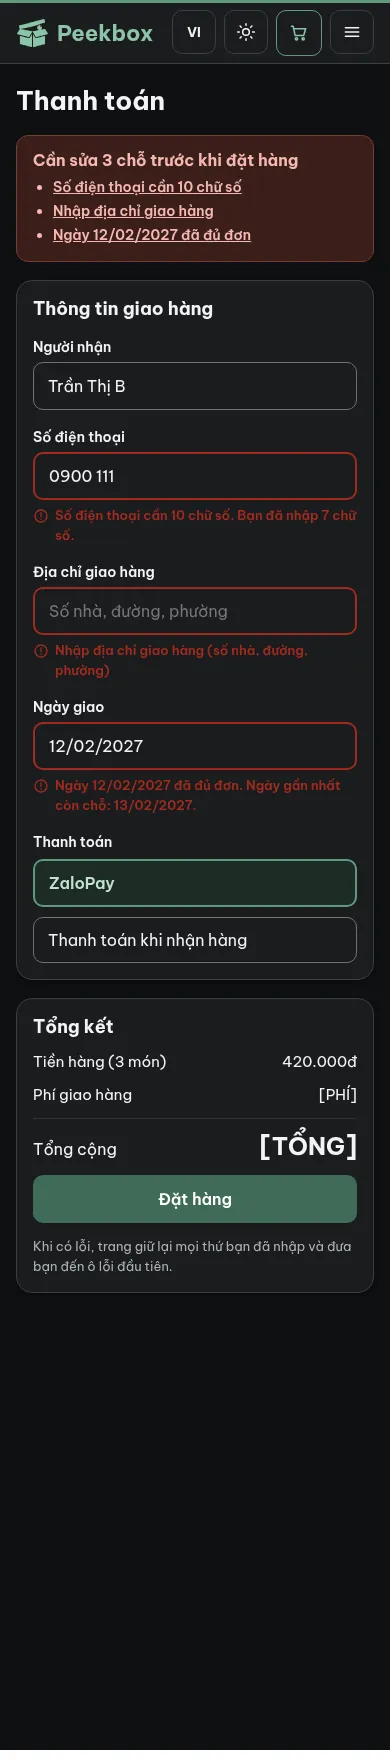 Peekbox
VI
Thanh toán
Cần sửa 3 chỗ trước khi đặt hàng
Số điện thoại cần 10 chữ số
Nhập địa chỉ giao hàng
Ngày 12/02/2027 đã đủ đơn
Thông tin giao hàng
Người nhận
Trần Thị B
Số điện thoại
0900 111
Số điện thoại cần 10 chữ số. Bạn đã nhập 7 chữ
số.
Địa chỉ giao hàng
Số nhà, đường, phường
Nhập địa chỉ giao hàng (số nhà, đường,
phường)
Ngày giao
12/02/2027
Ngày 12/02/2027 đã đủ đơn. Ngày gần nhất
còn chỗ: 13/02/2027.
Thanh toán
ZaloPay
Thanh toán khi nhận hàng
Tổng kết
Tiền hàng (3 món) 420.000đ
Phí giao hàng [PHÍ]
Tổng cộng [TỔNG]
Đặt hàng
Khi có lỗi, trang giữ lại mọi thứ bạn đã nhập và đưa
bạn đến ô lỗi đầu tiên.